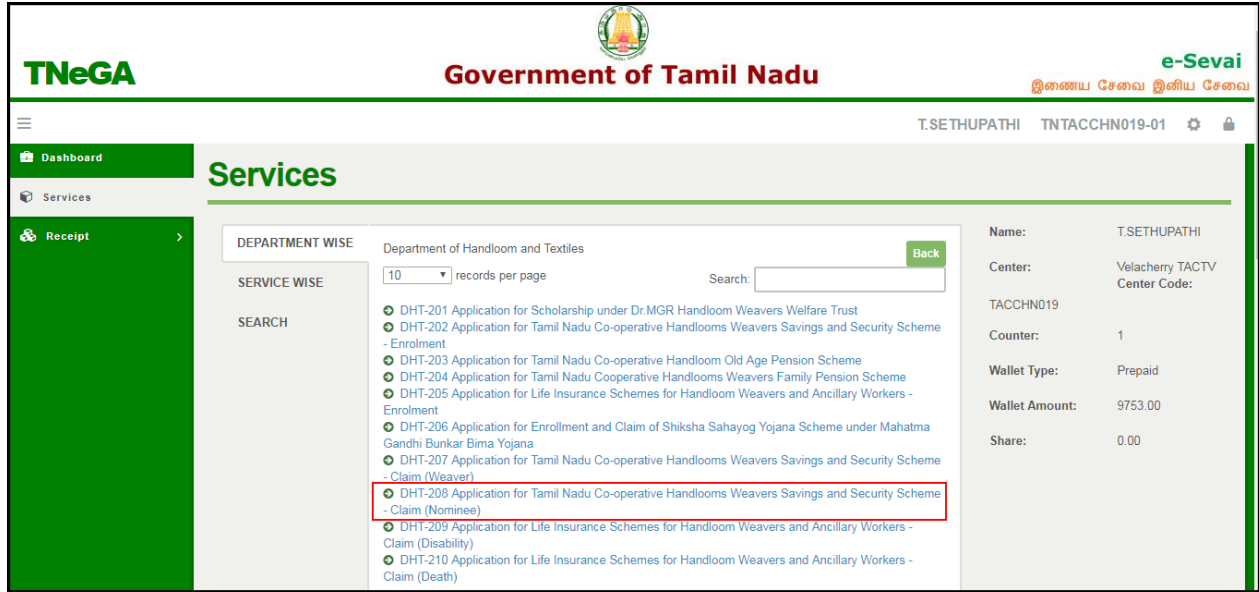 TNeGA
Government of Tamil Nadu
e-Sevai
இணைய சேவை இனிய சேவை
T.SETHUPATHI TNTACCHN019-01
Dashboard
Services
Receipt
Services
DEPARTMENT WISE
SERVICE WISE
SEARCH
Department of Handloom and Textiles
Back
10 records per page
Search:
DHT-201 Application for Scholarship under Dr.MGR Handloom Weavers Welfare Trust
DHT-202 Application for Tamil Nadu Co-operative Handlooms Weavers Savings and Security Scheme
- Enrolment
DHT-203 Application for Tamil Nadu Co-operative Handloom Old Age Pension Scheme
DHT-204 Application for Tamil Nadu Cooperative Handlooms Weavers Family Pension Scheme
DHT-205 Application for Life Insurance Schemes for Handloom Weavers and Ancillary Workers -
Enrolment
DHT-206 Application for Enrollment and Claim of Shiksha Sahayog Yojana Scheme under Mahatma
Gandhi Bunkar Bima Yojana
DHT-207 Application for Tamil Nadu Co-operative Handlooms Weavers Savings and Security Scheme
- Claim (Weaver)
DHT-208 Application for Tamil Nadu Co-operative Handlooms Weavers Savings and Security Scheme
- Claim (Nominee)
DHT-209 Application for Life Insurance Schemes for Handloom Weavers and Ancillary Workers -
Claim (Disability)
DHT-210 Application for Life Insurance Schemes for Handloom Weavers and Ancillary Workers -
Claim (Death)
Name: T.SETHUPATHI
Center: Velacherry TACTV
Center Code:
TACCHN019
Counter: 1
Wallet Type: Prepaid
Wallet Amount: 9753.00
Share: 0.00